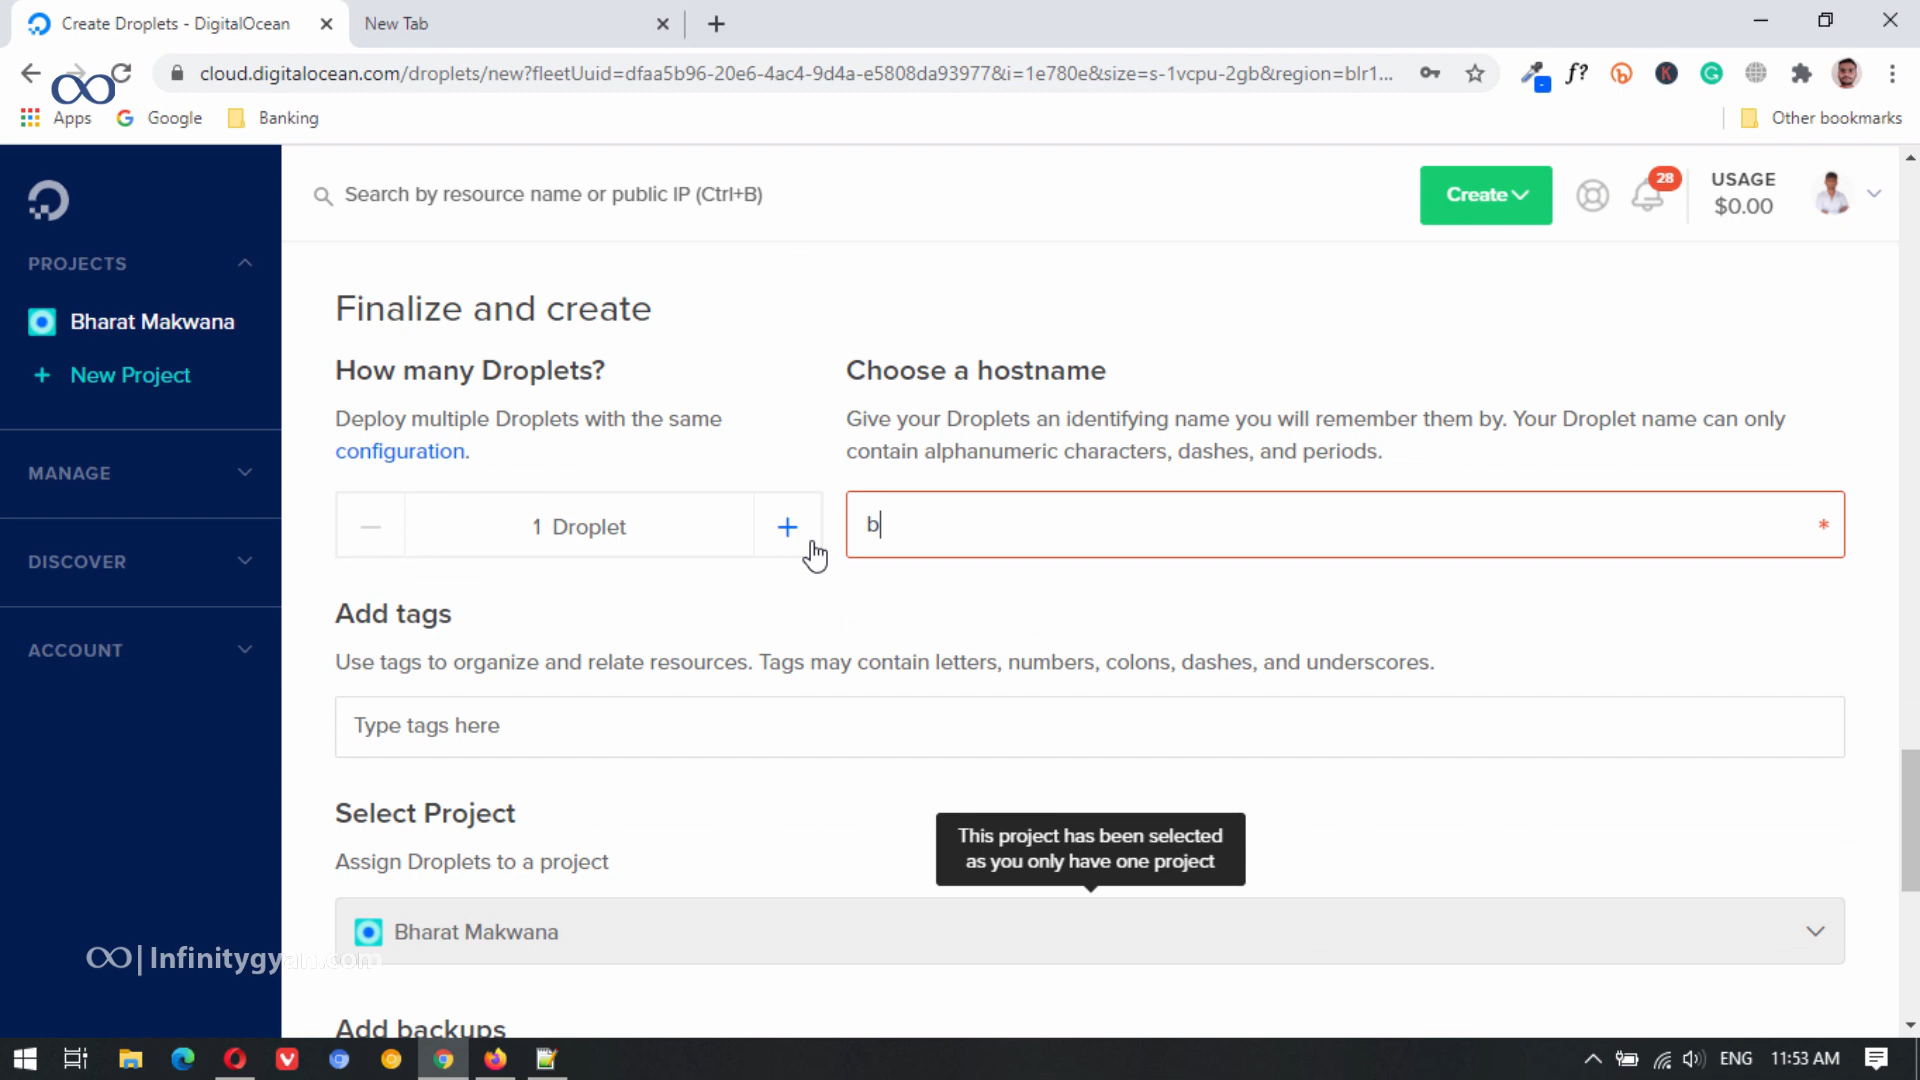 Create Droplets - DigitalOcean
New Tab
cloud.digitalocean.com/droplets/new?fleetUuid=dfaa5b96-20e6-4ac4-9d4a-e5808da93977&i=1e780e&size=s-1vcpu-2gb&region=blr1...
f?
K
Apps
Google
Banking
Other bookmarks
Search by resource name or public IP (Ctrl+B)
Create
28
USAGE
$0.00
PROJECTS
Bharat Makwana
+ New Project
MANAGE
DISCOVER
ACCOUNT
Finalize and create
How many Droplets?
Deploy multiple Droplets with the same
configuration.
1 Droplet
Choose a hostname
Give your Droplets an identifying name you will remember them by. Your Droplet name can only
contain alphanumeric characters, dashes, and periods.
b
*
Add tags
Use tags to organize and relate resources. Tags may contain letters, numbers, colons, dashes, and underscores.
Type tags here
Select Project
Assign Droplets to a project
This project has been selected
as you only have one project
Bharat Makwana
Infinitygyan.com
Add backups
ENG
11:53 AM